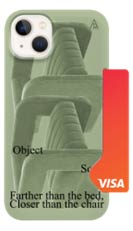 Object
Farther than the bed,
Closer than the chair
VISA